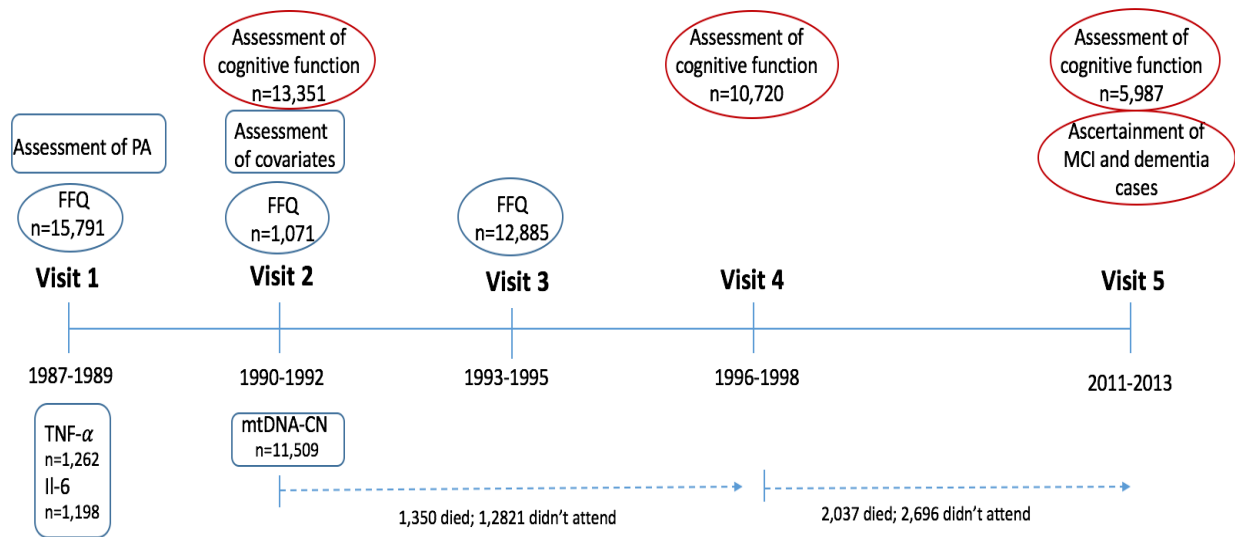 Assessment of
cognitive function
n=13,351
Assessment of
cognitive function
n=10,720
Assessment of
cognitive function
n=5,987
Assessment of PA
Assessment
of covariates
Ascertainment of
MCI and dementia
cases
FFQ
n=15,791
FFQ
n=1,071
FFQ
n=12,885
Visit 1
Visit 2
Visit 3
Visit 4
Visit 5
1987-1989
1990-1992
1993-1995
1996-1998
2011-2013
TNF-α
n=1,262
Il-6
n=1,198
mtDNA-CN
n=11,509
1,350 died; 1,2821 didn’t attend
2,037 died; 2,696 didn’t attend